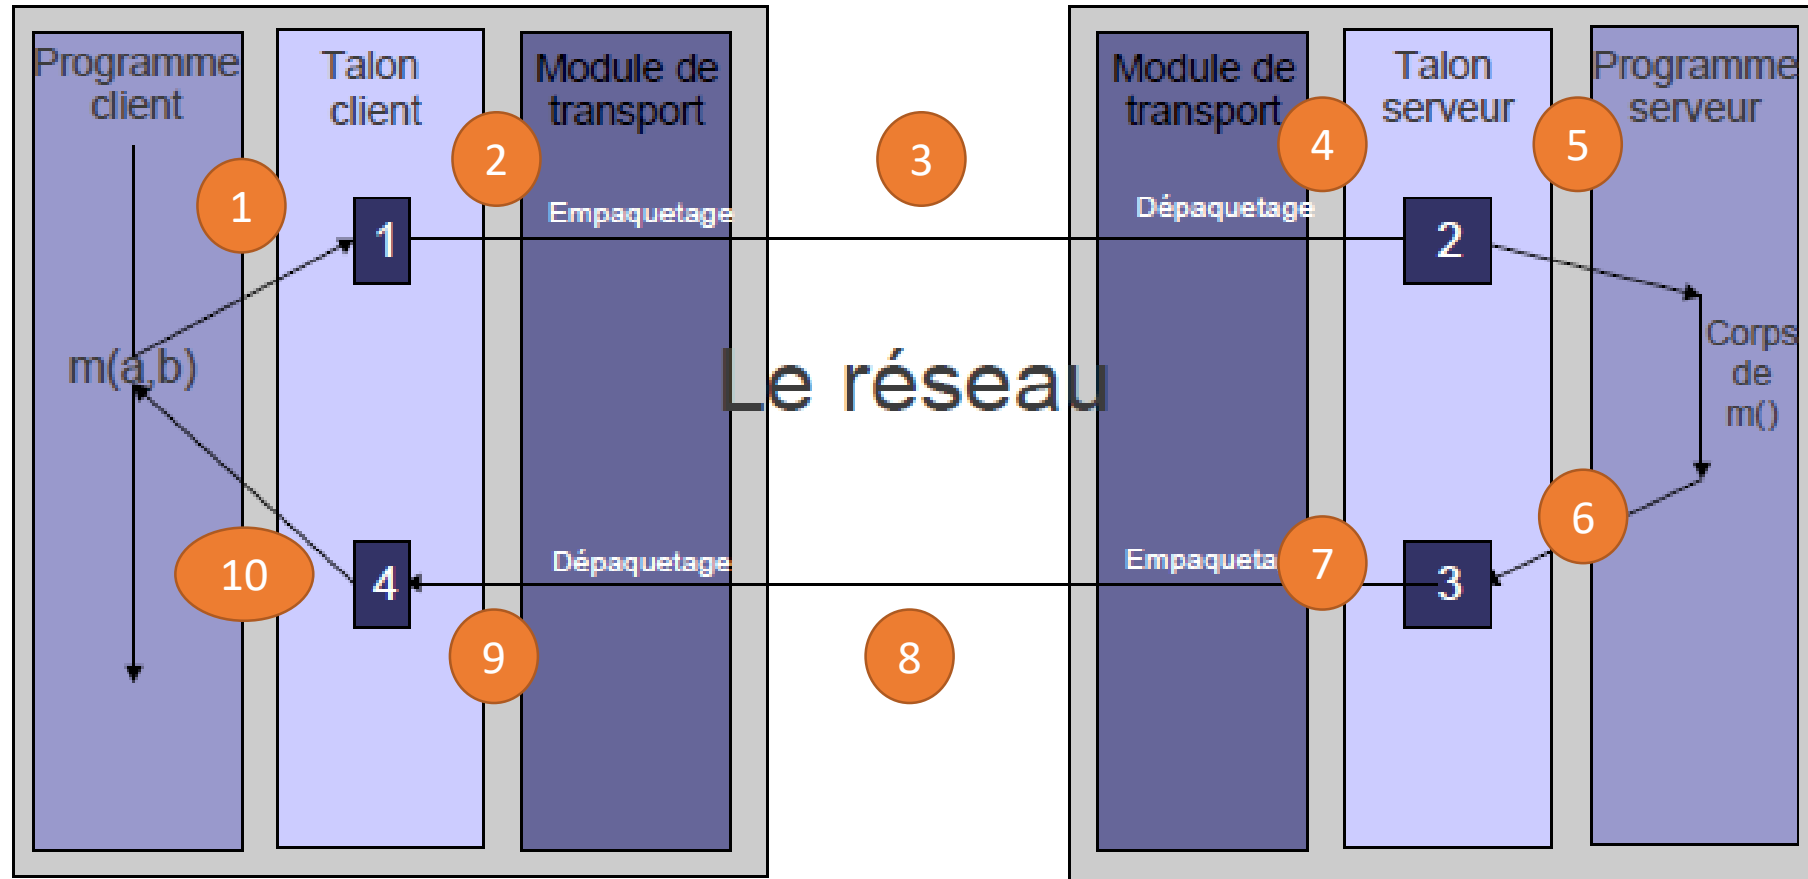 Programme
client
Talon
client
Module de
transport
Module de
transport
Talon
serveur
Programme
serveur
1
2
3
4
5
Empaquetage
Dépaquetage
1
2
m(a,b)
Le réseau
Corps
de
m()
6
10
4
Dépaquetage
Empaqueta
7
3
9
8